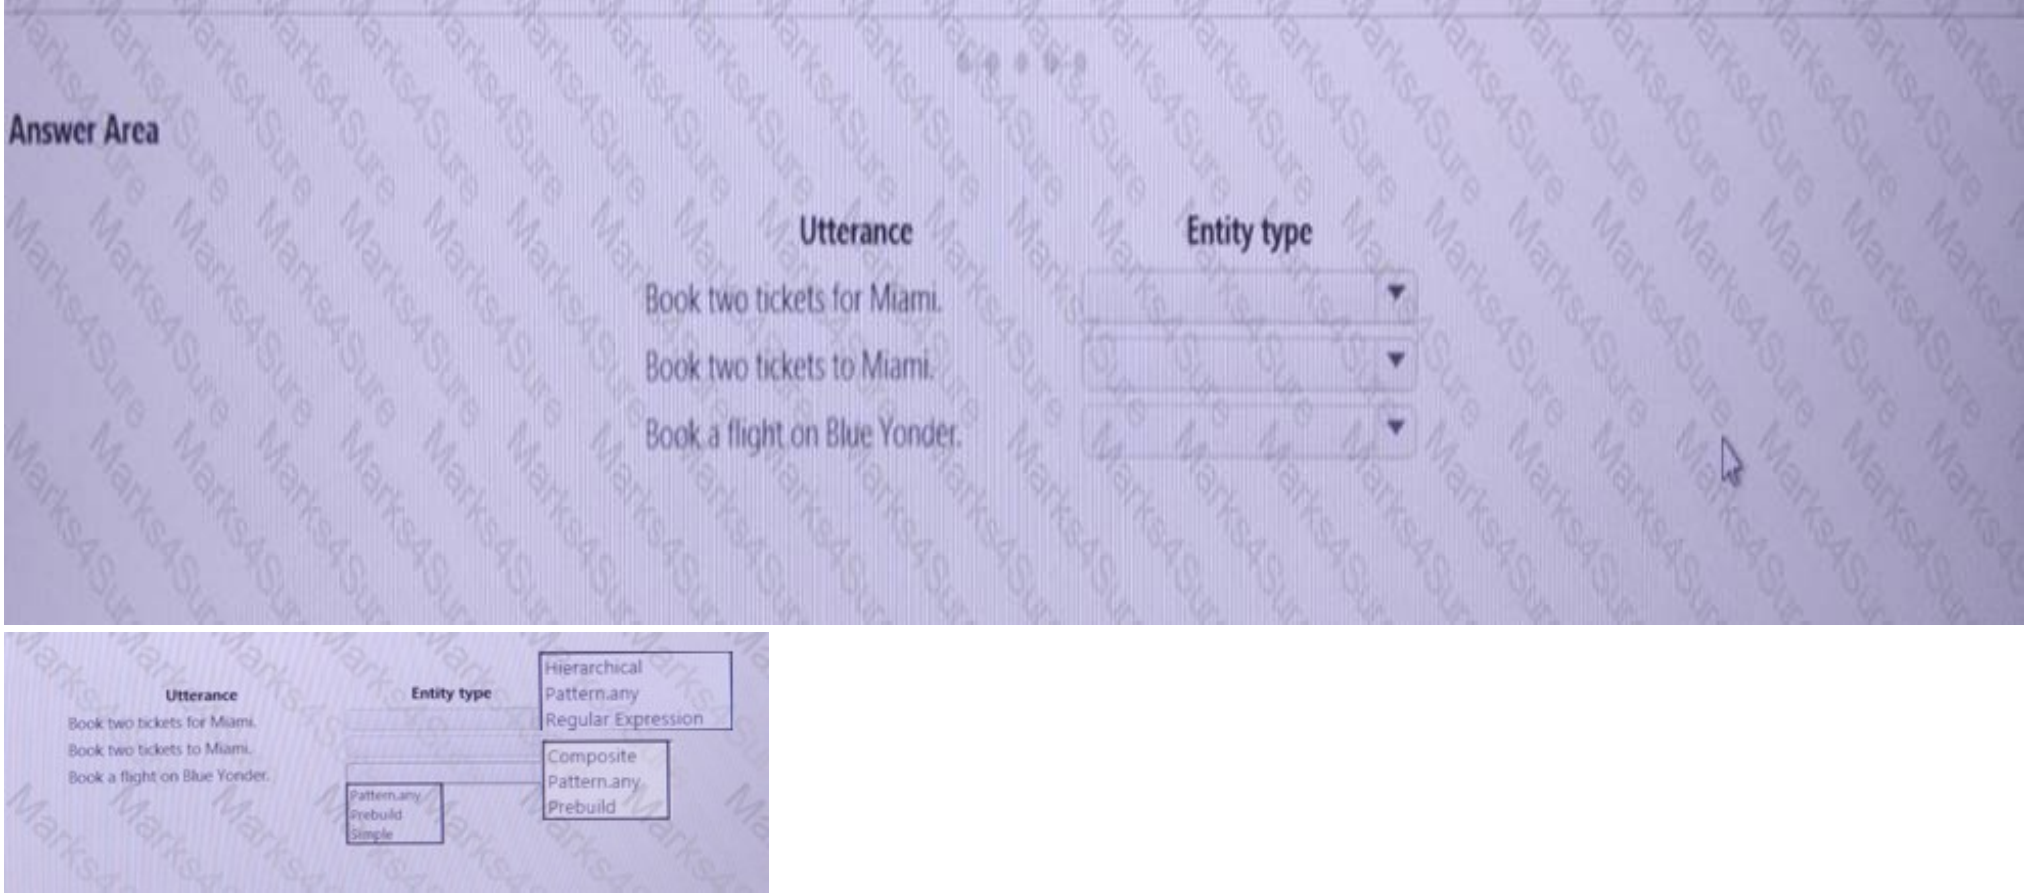 Answer Area
Utterance Entity type
Book two tickets for Miami.
Book two tickets to Miami.
Book a flight on Blue Yonder.
Utterance Entity type
Book two tickets for Miami.
Book two tickets to Miami.
Book a flight on Blue Yonder.
Hierarchical
Pattern.any
Regular Expression
Composite
Pattern.any
Prebuild
Pattern.any
Prebuild
Simple
Marks4Sure